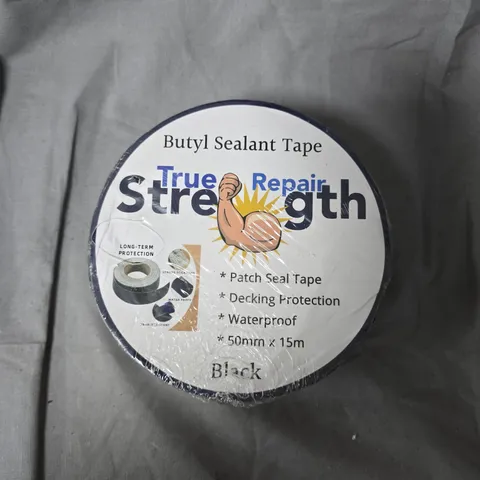 Butyl Sealant Tape
True Repair
Strength
LONG-TERM
PROTECTION
* Patch Seal Tape
* Decking Protection
* Waterproof
* 50mm x 15m
Black